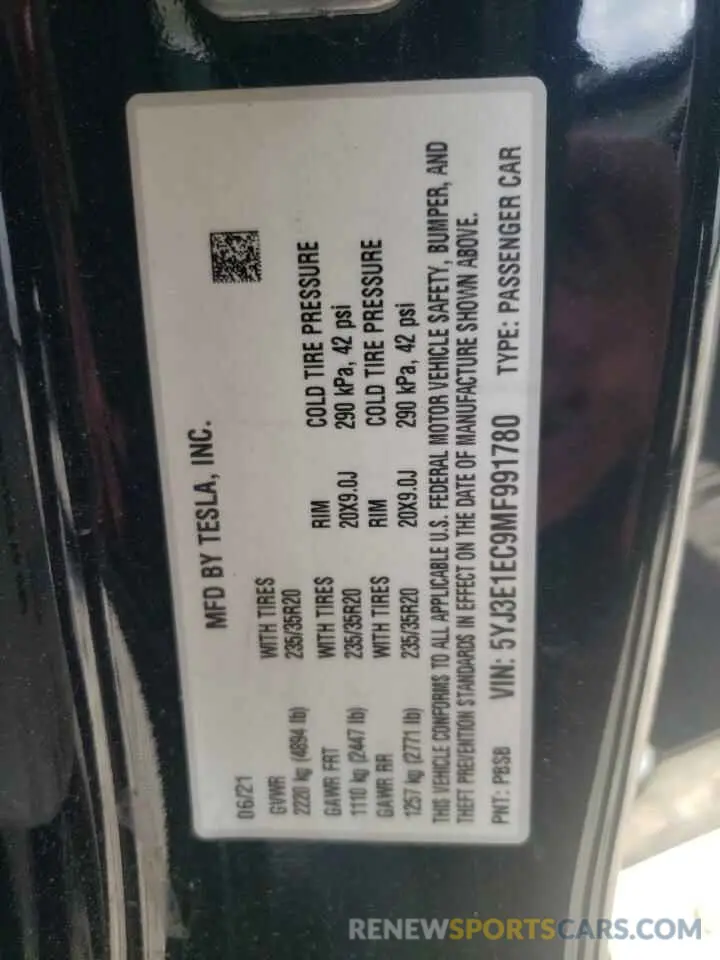 MFD BY TESLA, INC.
06/21
GVWR WITH TIRES
2220 kg (4894 lb) 235/35R20
GAWR FRT WITH TIRES RIM COLD TIRE PRESSURE
1110 kg (2447 lb) 235/35R20 20X9.0J 290 kPa, 42 psi
GAWR RR WITH TIRES RIM COLD TIRE PRESSURE
1257 kg (2771 lb) 235/35R20 20X9.0J 290 kPa, 42 psi
THIS VEHICLE CONFORMS TO ALL APPLICABLE U.S. FEDERAL MOTOR VEHICLE SAFETY, BUMPER, AND
THEFT PREVENTION STANDARDS IN EFFECT ON THE DATE OF MANUFACTURE SHOWN ABOVE.
PNT: PBSB VIN: 5YJ3E1EC9MF991780 TYPE: PASSENGER CAR
RENEWSPORTSCARS.COM